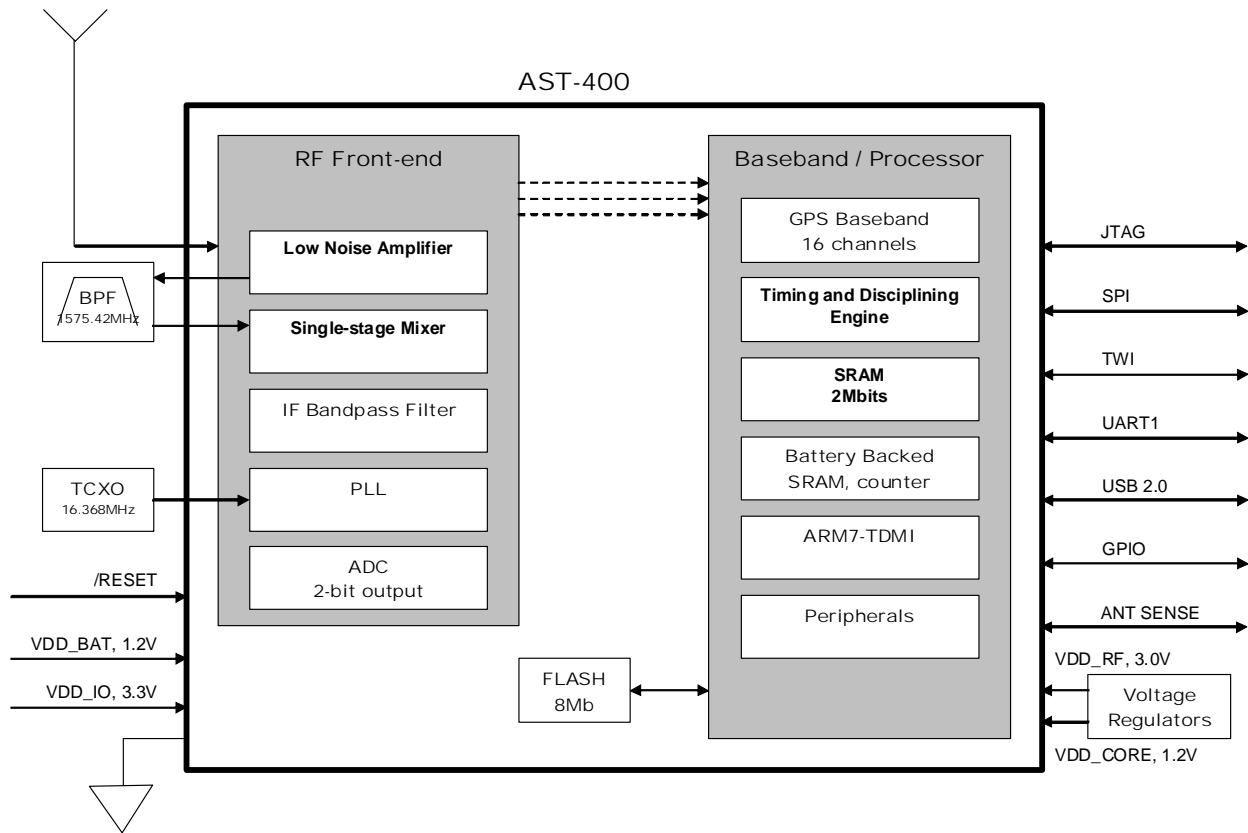 AST-400
RF Front-end
Low Noise Amplifier
Single-stage Mixer
IF Bandpass Filter
PLL
ADC
2-bit output
BPF
1575.42MHz
TCXO
16.368MHz
/RESET
VDD_BAT, 1.2V
VDD_IO, 3.3V
FLASH
8Mb
Baseband / Processor
GPS Baseband
16 channels
Timing and Disciplining
Engine
SRAM
2Mbits
Battery Backed
SRAM, counter
ARM7-TDMI
Peripherals
JTAG
SPI
TWI
UART1
USB 2.0
GPIO
ANT SENSE
VDD_RF, 3.0V
Voltage
Regulators
VDD_CORE, 1.2V